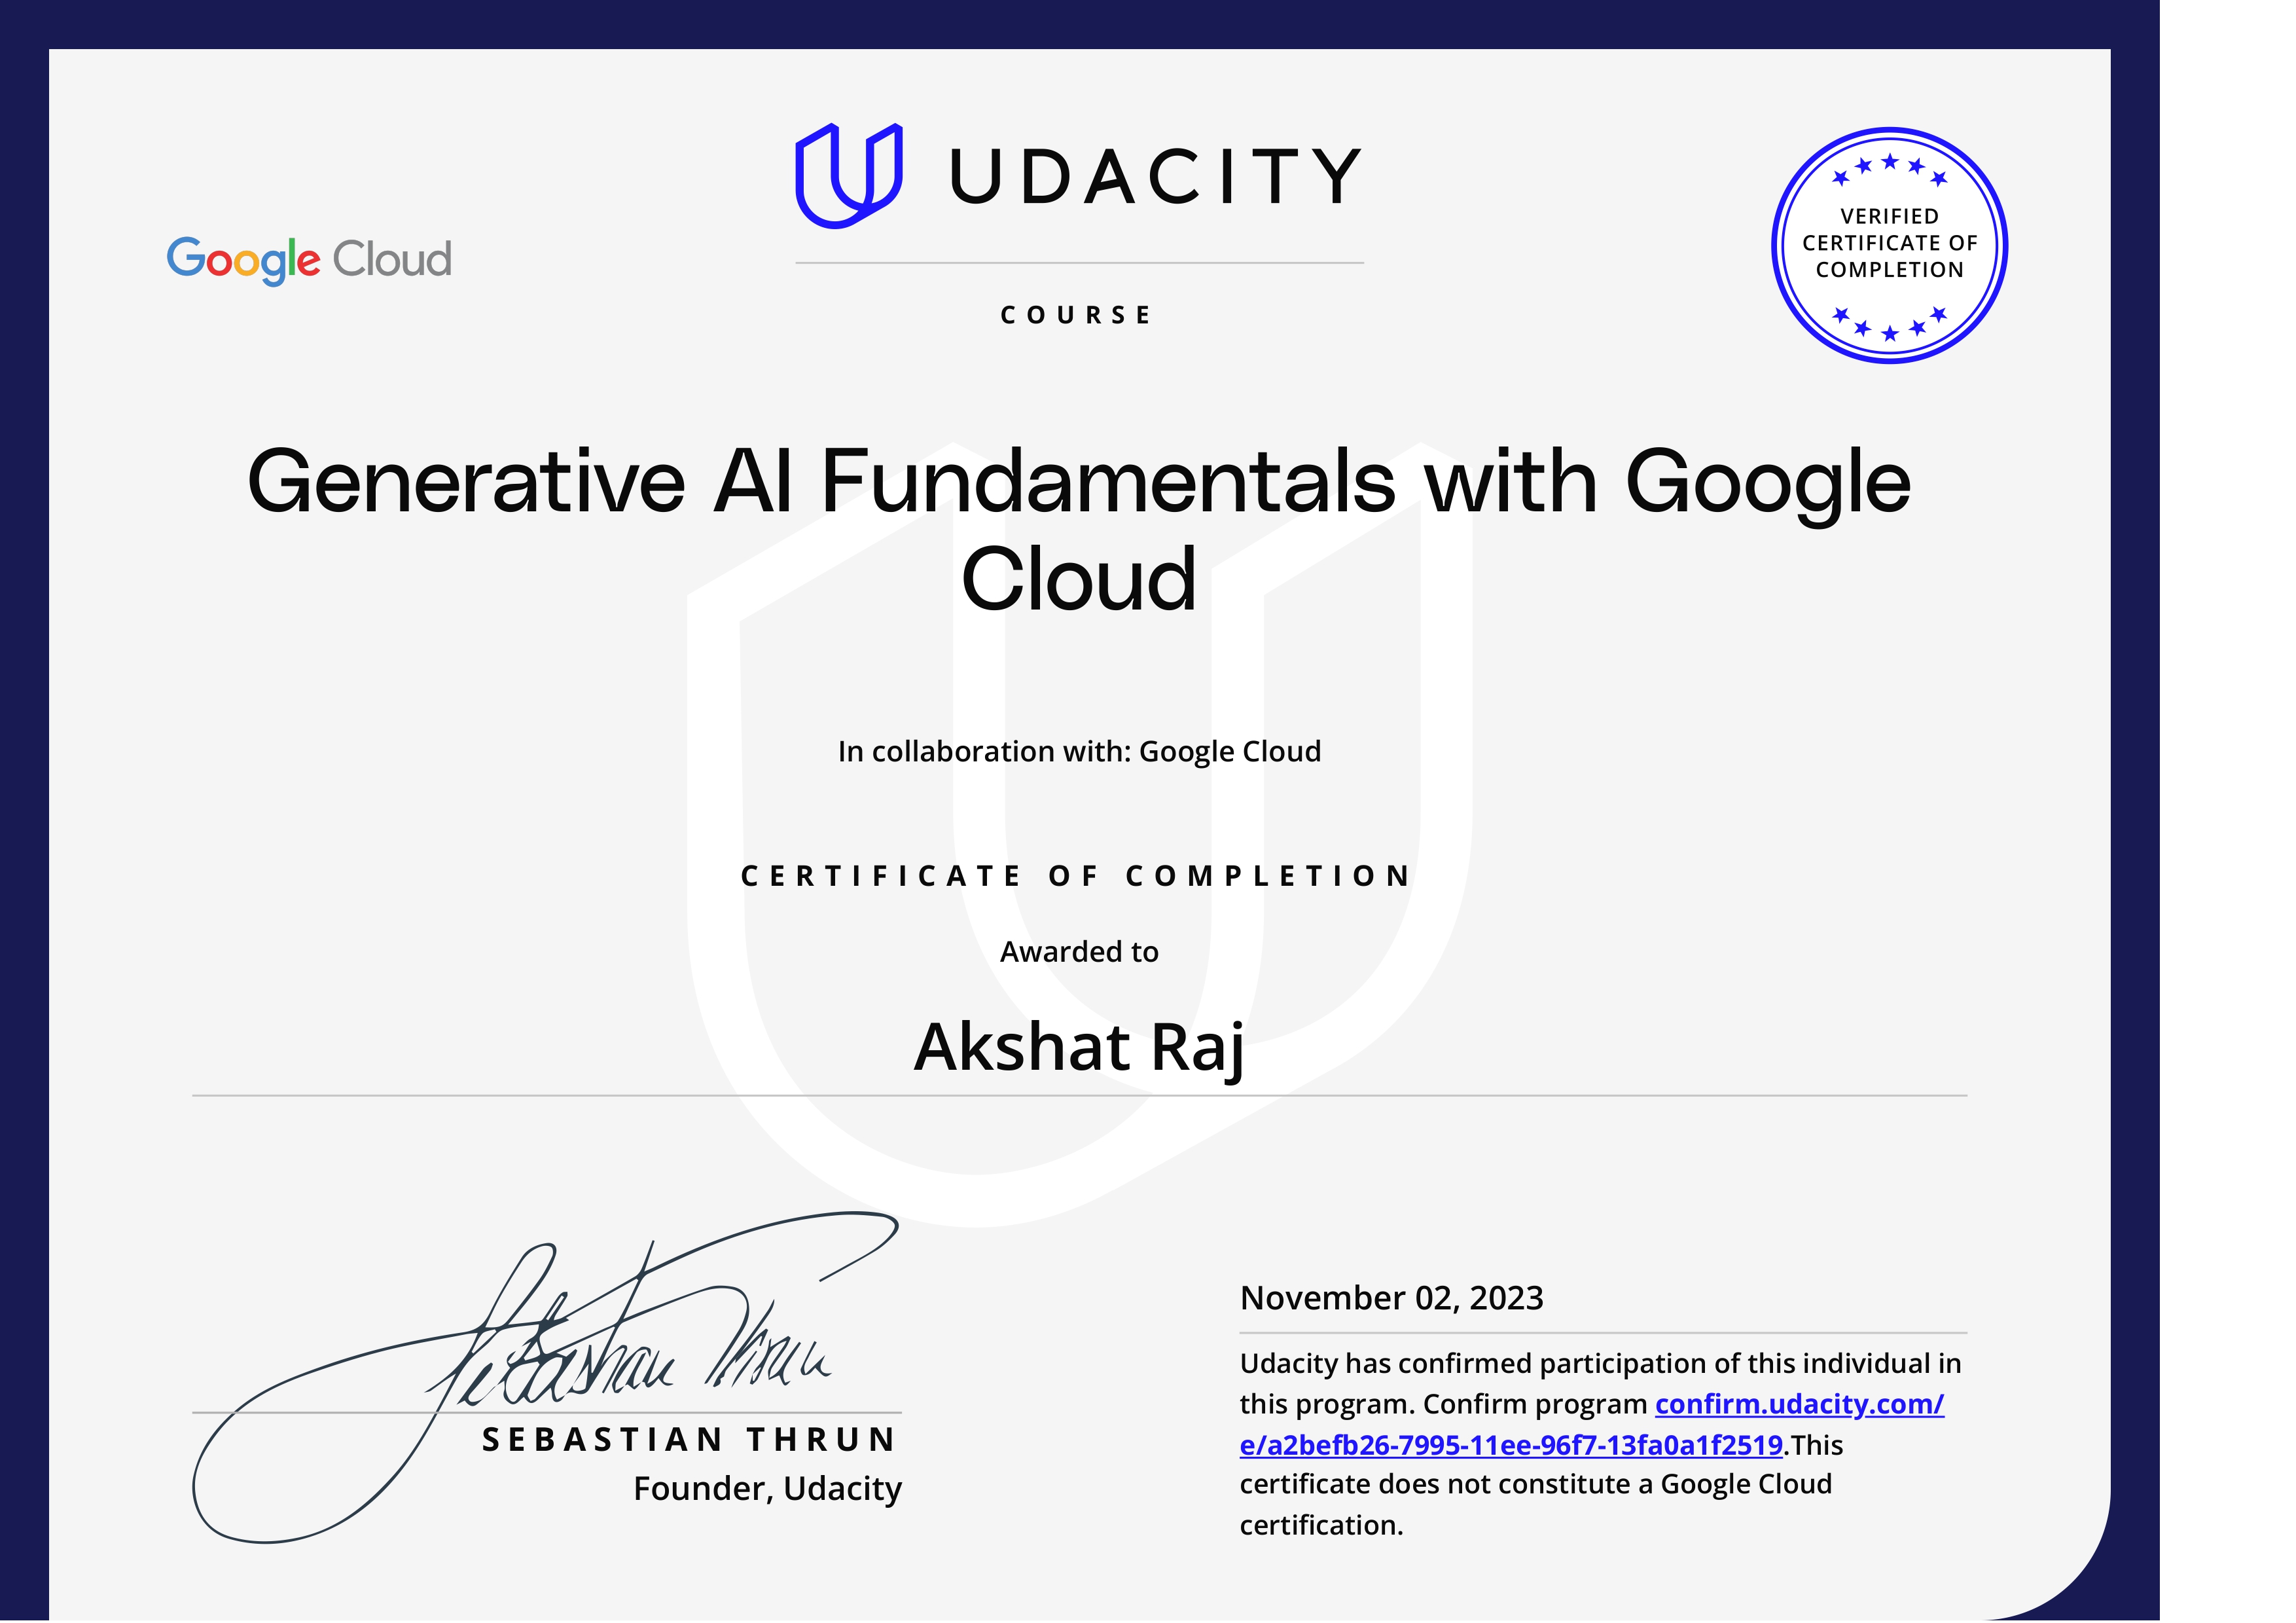 UDACITY
Google Cloud
COURSE
VERIFIED
CERTIFICATE OF
COMPLETION
Generative AI Fundamentals with Google
Cloud
In collaboration with: Google Cloud
CERTIFICATE OF COMPLETION
Awarded to
Akshat Raj
Sebastian Thrun
SEBASTIAN THRUN
Founder, Udacity
November 02, 2023
Udacity has confirmed participation of this individual in
this program. Confirm program confirm.udacity.com/
e/a2befb26-7995-11ee-96f7-13fa0a1f2519.This
certificate does not constitute a Google Cloud
certification.